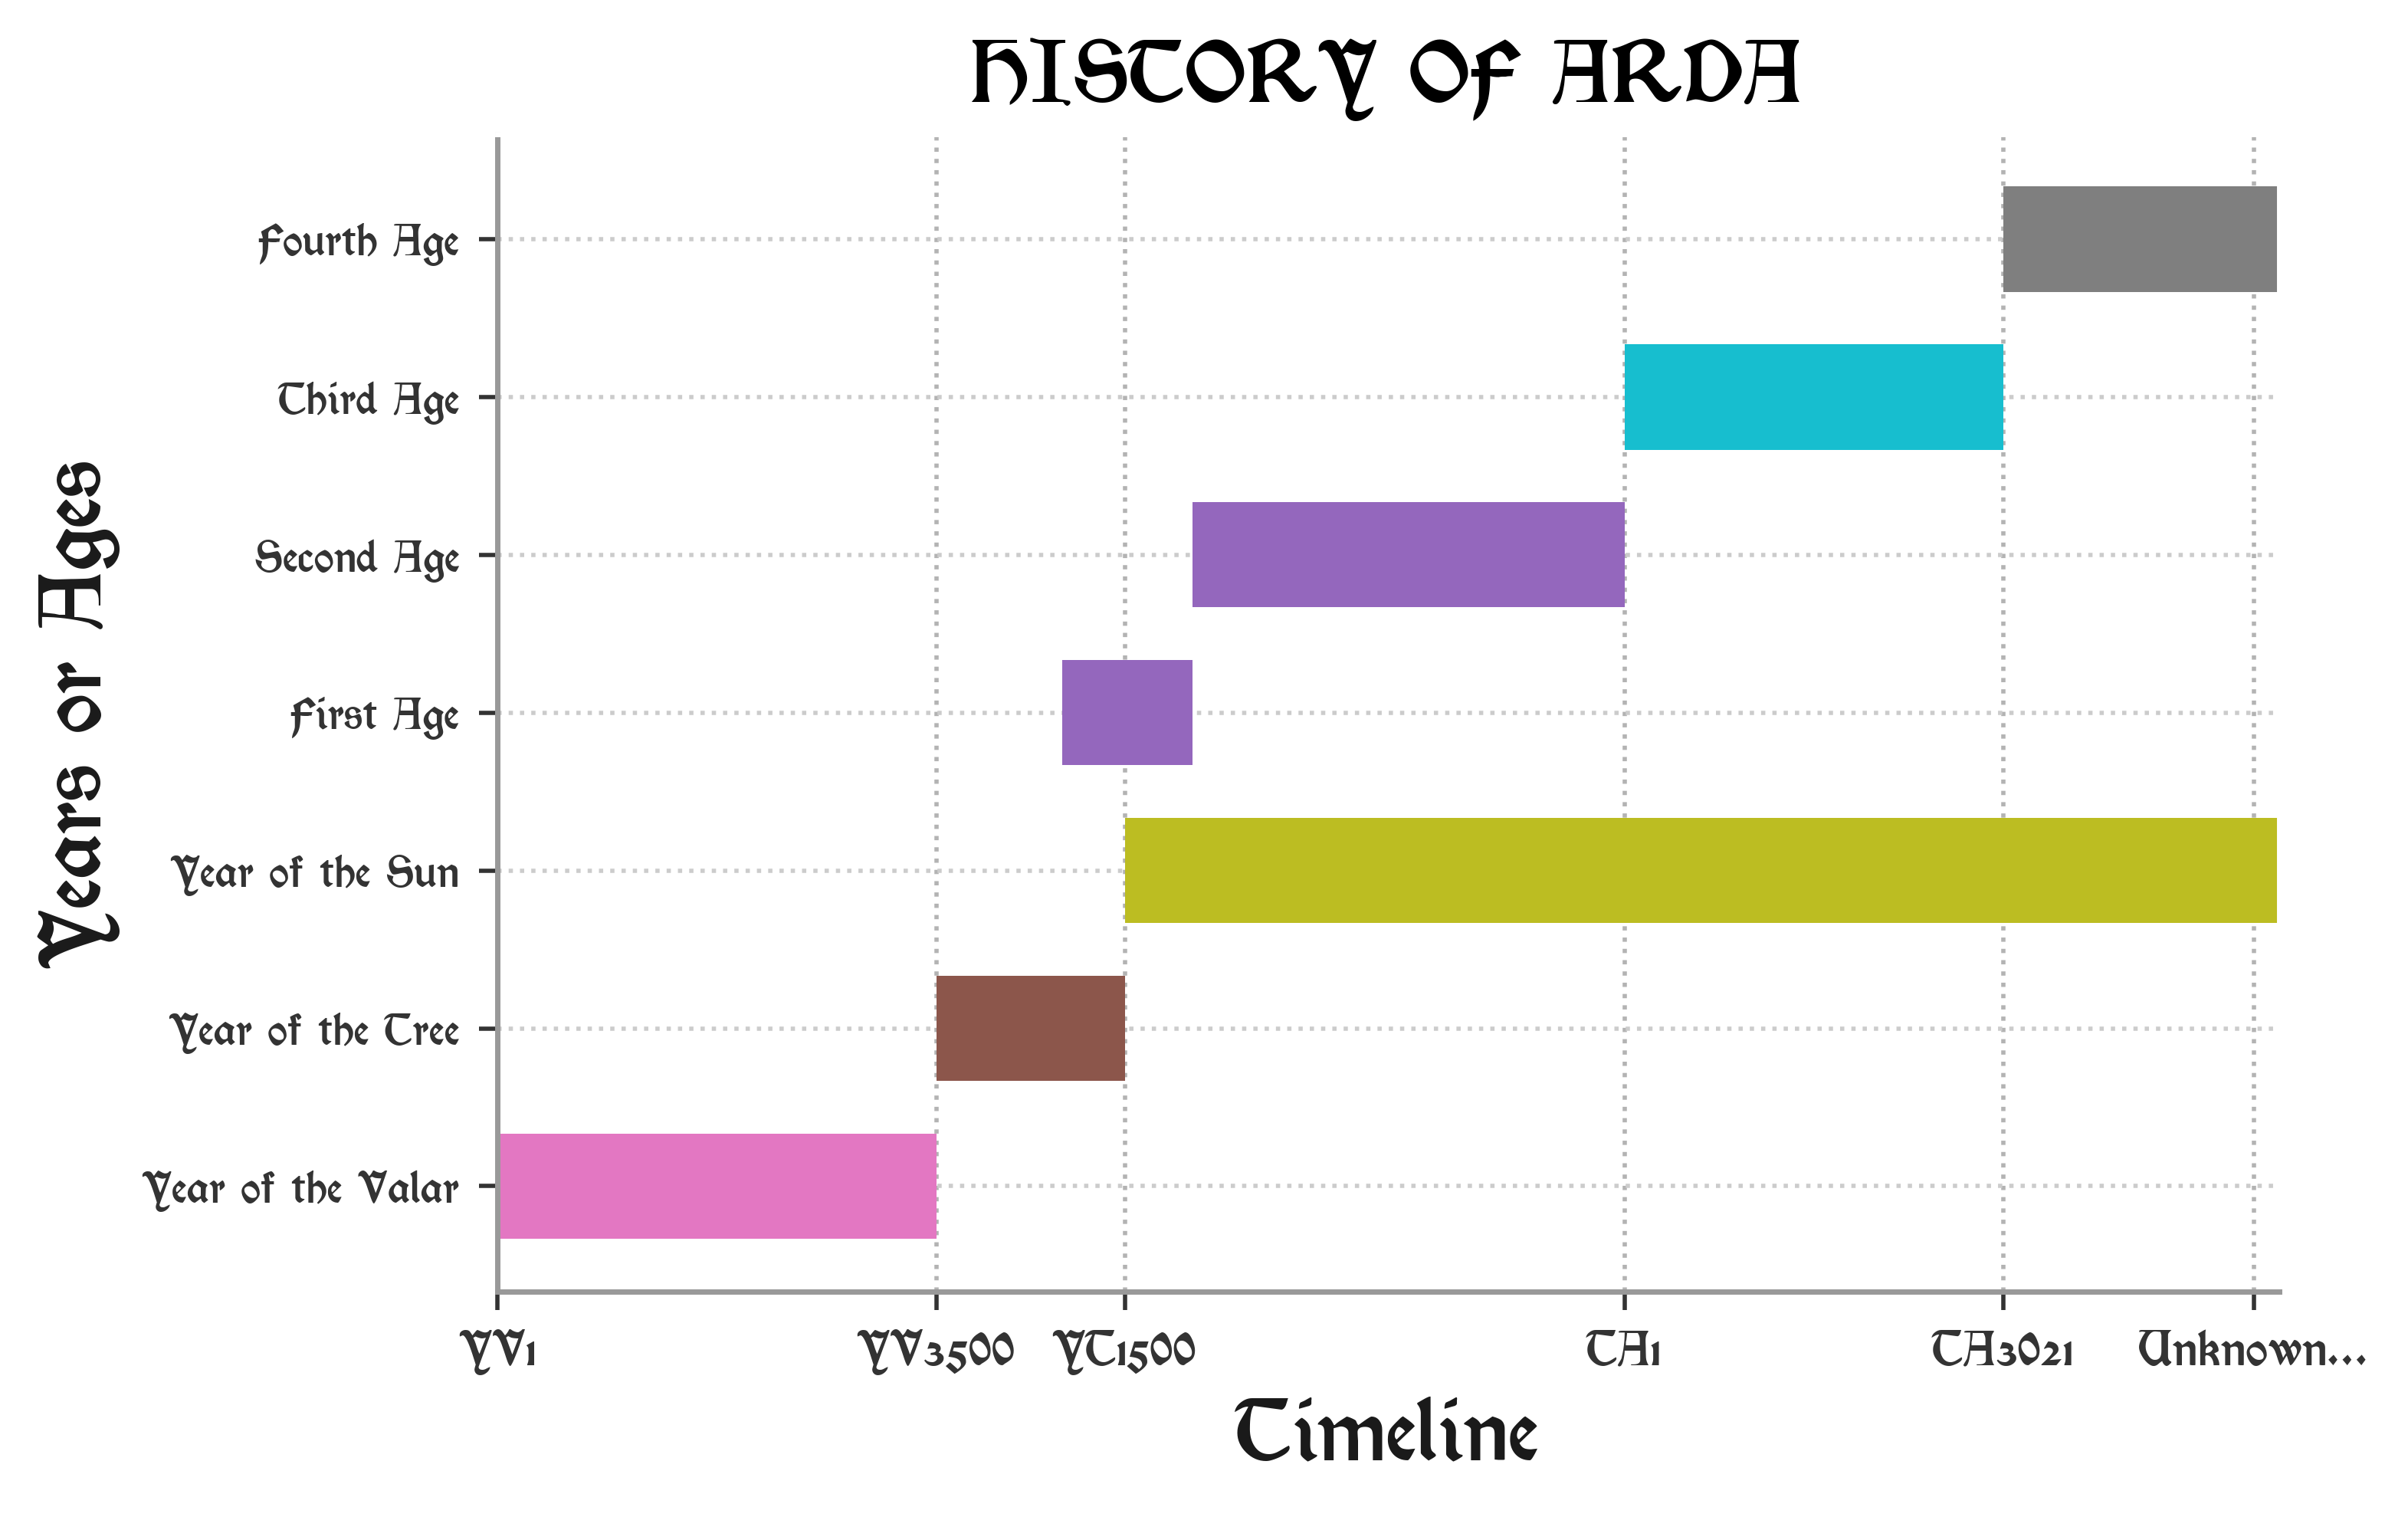 HISTORY OF ARDA
Fourth Age
Third Age
Second Age
First Age
Year of the Sun
Year of the Tree
Year of the Valar
Years or Ages
YV1
YV3500
YT1500
TA1
TA3021
Unknown...
Timeline